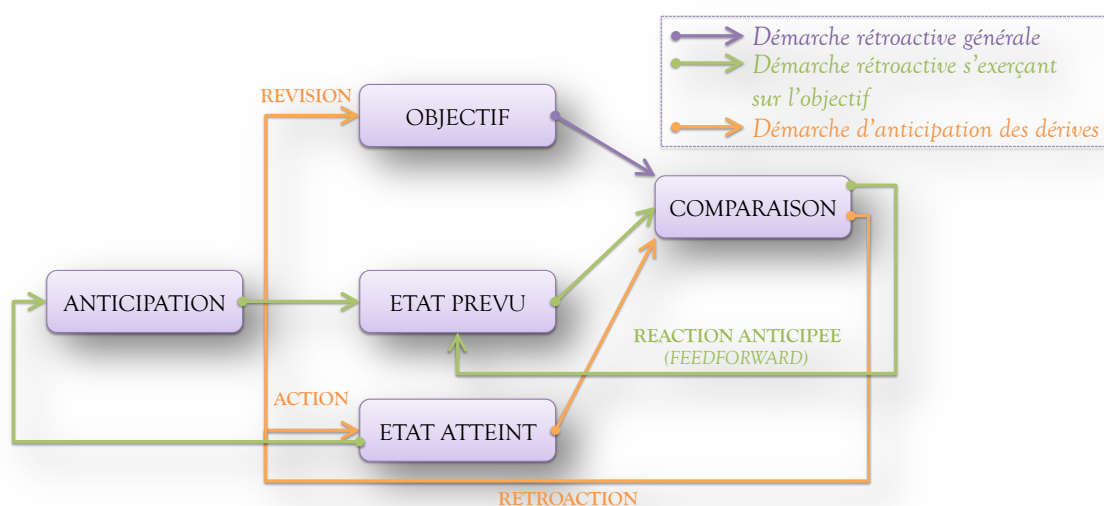 Démarche rétroactive générale
Démarche rétroactive s'exerçant
sur l'objectif
Démarche d'anticipation des dérives
REVISION
OBJECTIF
COMPARAISON
ANTICIPATION
ETAT PREVU
REACTION ANTICIPEE
(FEEDFORWARD)
ACTION
ETAT ATTEINT
RETROACTION